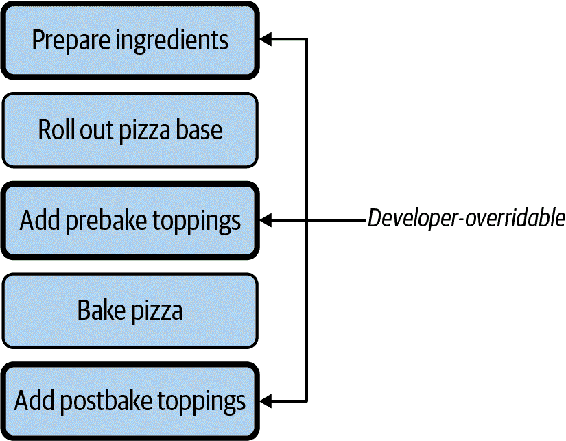 Prepare ingredients
Roll out pizza base
Add prebake toppings
Developer-overridable
Bake pizza
Add postbake toppings